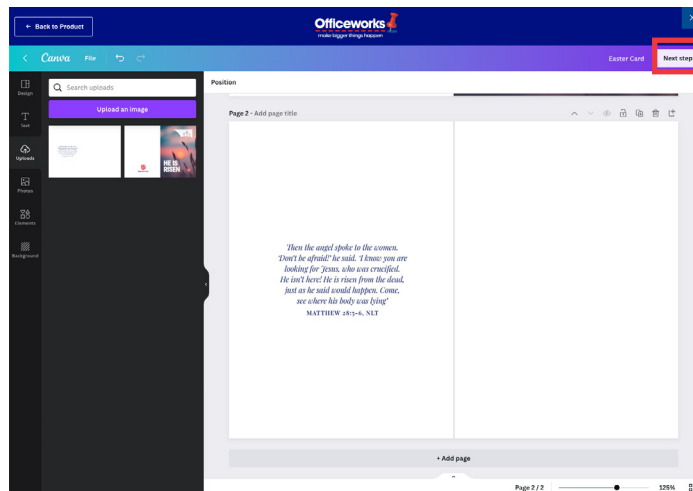 ← Back to Product
Officeworks
make bigger things happen
Canva
File
Easter Card
Next step
Design
Text
Uploads
Photos
Elements
Background
Search uploads
Upload an image
HE IS
RISEN
Position
Page 2 - Add page title
Then the angel spoke to the women.
'Don't be afraid!' he said. 'I know you are
looking for Jesus, who was crucified.
He isn't here! He is risen from the dead,
just as he said would happen. Come,
see where his body was lying"
MATTHEW 28:5-6, NLT
+ Add page
Page 2 / 2
125%